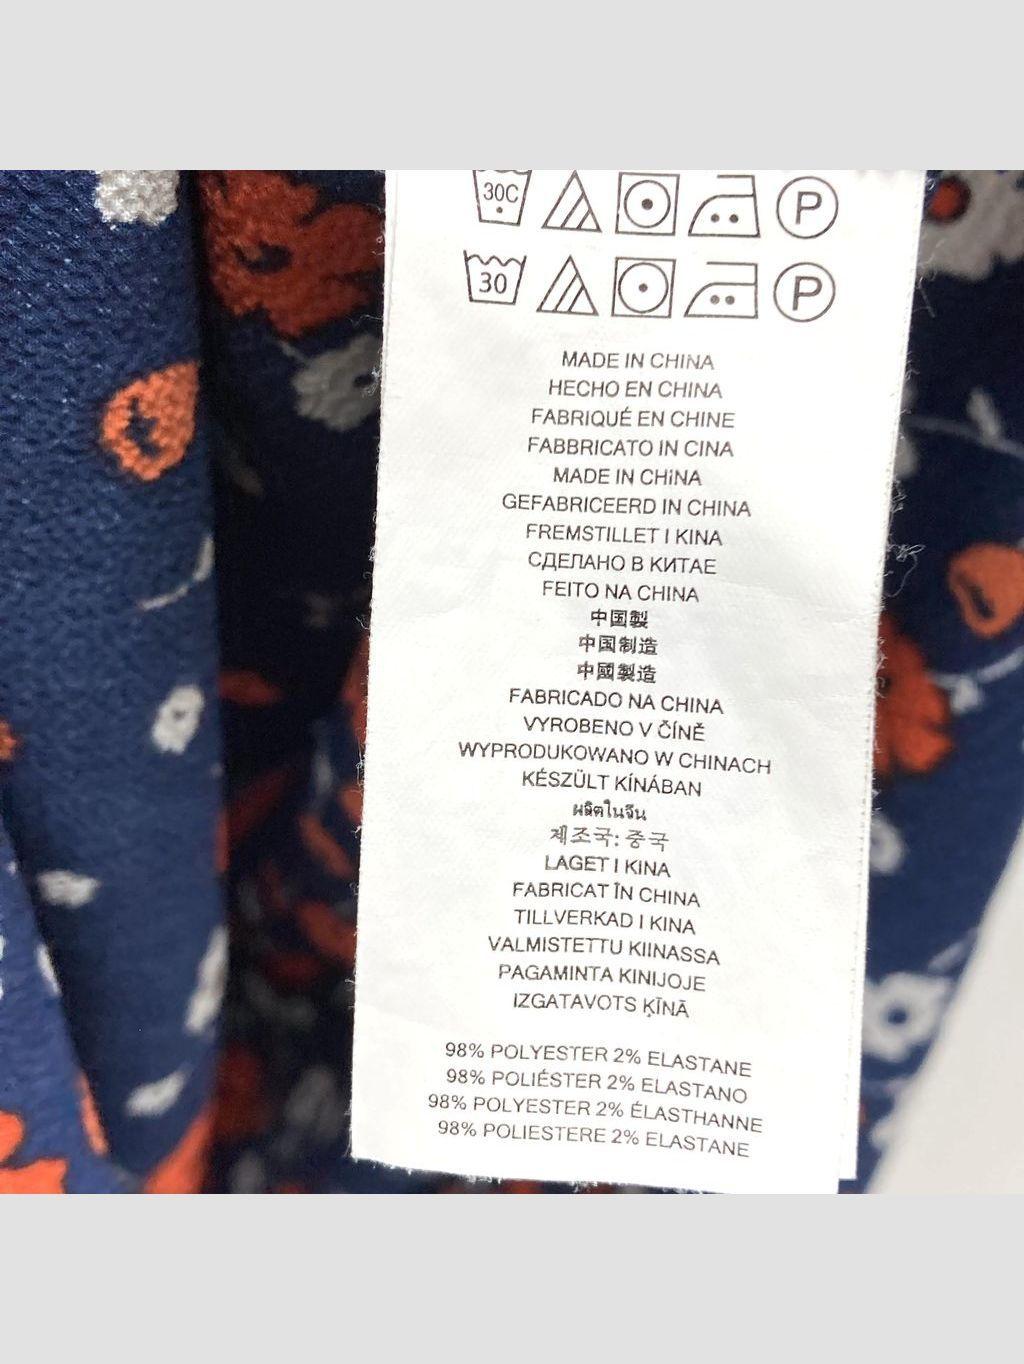 30C P
30 P
MADE IN CHINA
HECHO EN CHINA
FABRIQUÉ EN CHINE
FABBRICATO IN CINA
MADE IN CHiNA
GEFABRICEERD IN CHINA
FREMSTILLET I KINA
СДЕЛАНО В КИТАЕ
FEITO NA CHINA
中国製
中国制造
中國製造
FABRICADO NA CHINA
VYROBENO V ČÍNĚ
WYPRODUKOWANO W CHINACH
KÉSZÜLT KÍNÁBAN
ผลิตในจีน
제조국: 중국
LAGET I KINA
FABRICAT ÎN CHINA
TILLVERKAD I KINA
VALMISTETTU KIINASSA
PAGAMINTA KINIJOJE
IZGATAVOTS ĶĪNĀ
98% POLYESTER 2% ELASTANE
98% POLIÉSTER 2% ELASTANO
98% POLYESTER 2% ÉLASTHANNE
98% POLIESTERE 2% ELASTANE